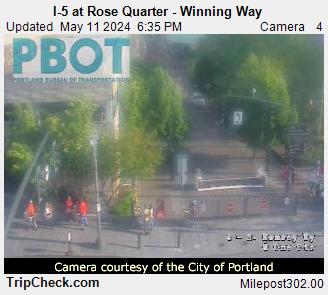 I-5 at Rose Quarter - Winning Way
Updated May 11 2024 6:35 PM Camera 4
PBOT
PORTLAND BUREAU OF TRANSPORTATION
Camera courtesy of the City of Portland
TripCheck.com Milepost302.00